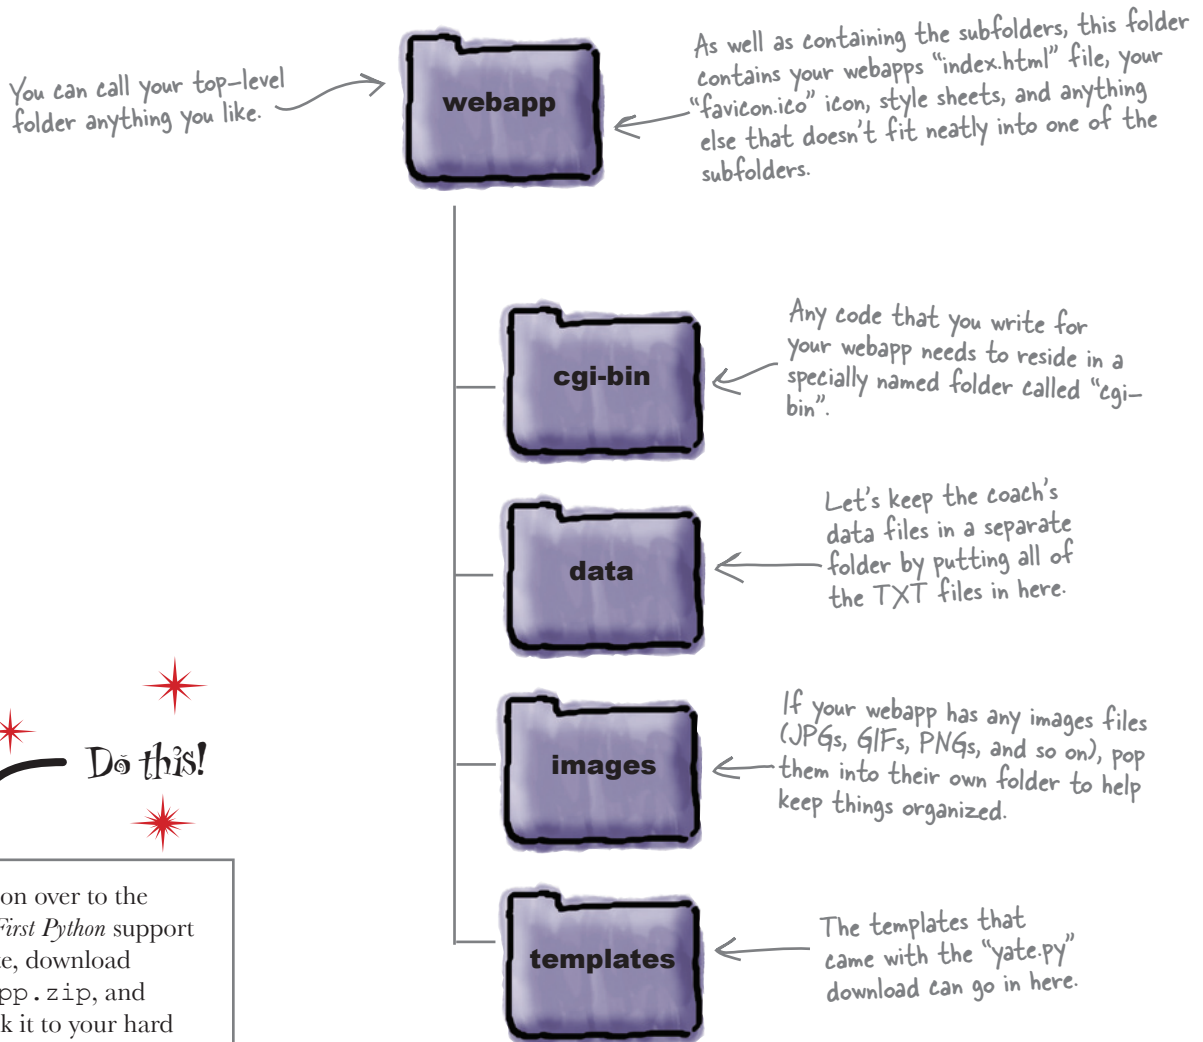 You can call your top-level
folder anything you like.
webapp
As well as containing the subfolders, this folder
contains your webapps "index.html" file, your
"favicon.ico" icon, style sheets, and anything
else that doesn't fit neatly into one of the
subfolders.
cgi-bin
Any code that you write for
your webapp needs to reside in a
specially named folder called "cgi-
bin".
data
Let's keep the coach's
data files in a separate
folder by putting all of
the TXT files in here.
images
If your webapp has any images files
(JPGs, GIFs, PNGs, and so on), pop
them into their own folder to help
keep things organized.
Do this!
on over to the
First Python support
te, download
pp.zip, and
k it to your hard
templates
The templates that
came with the "yate.py"
download can go in here.